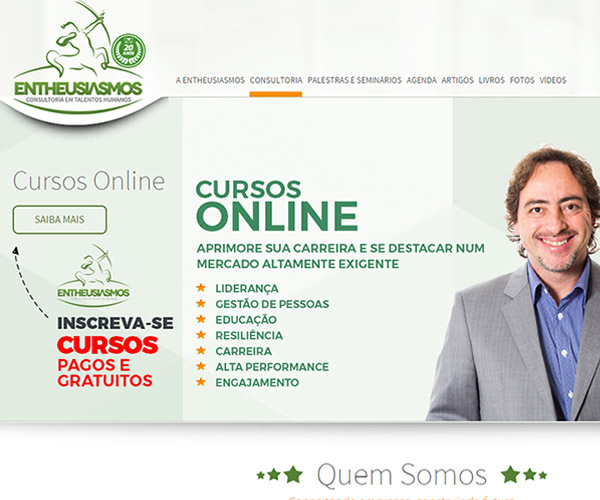 20 ANOS
ENTHEUSIASMOS
CONSULTORIA EM TALENTOS HUMANOS
A ENTHEUSIASMOS CONSULTORIA PALESTRAS E SEMINÁRIOS AGENDA ARTIGOS LIVROS FOTOS VÍDEOS
Cursos Online
SAIBA MAIS
ENTHEUSIASMOS
INSCREVA-SE
CURSOS
PAGOS E
GRATUITOS
CURSOS
ONLINE
APRIMORE SUA CARREIRA E SE DESTACAR NUM
MERCADO ALTAMENTE EXIGENTE
LIDERANÇA
GESTÃO DE PESSOAS
EDUCAÇÃO
RESILIÊNCIA
CARREIRA
ALTA PERFORMANCE
ENGAJAMENTO
Quem Somos